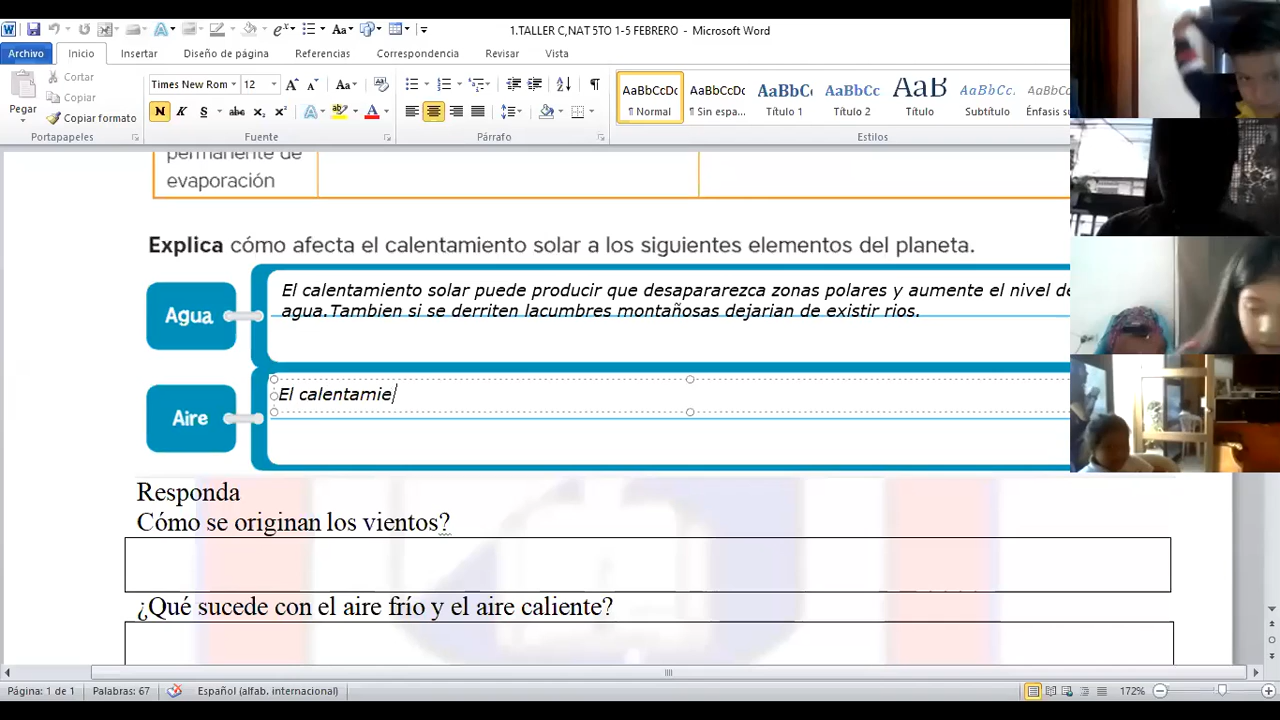 1.TALLER C,NAT 5TO 1-5 FEBRERO - Microsoft Word
Archivo Inicio Insertar Diseño de página Referencias Correspondencia Revisar Vista
Pegar
Cortar
Copiar
Copiar formato
Portapapeles
Times New Rom 12
Fuente
Párrafo
AaBbCcDc AaBbCcDc AaBbCc AaBbCc AaB AaBbCcDc AaBbCcD
¶ Normal ¶ Sin espa... Título 1 Título 2 Título Subtítulo Énfasis su
Estilos
permanente de
evaporación
Explica cómo afecta el calentamiento solar a los siguientes elementos del planeta.
Agua
El calentamiento solar puede producir que desapararezca zonas polares y aumente el nivel de
agua.Tambien si se derriten lacumbres montañosas dejarian de existir rios.
Aire
El calentamie
Responda
Cómo se originan los vientos?
¿Qué sucede con el aire frío y el aire caliente?
Página: 1 de 1 Palabras: 67 Español (alfab. internacional) 172%